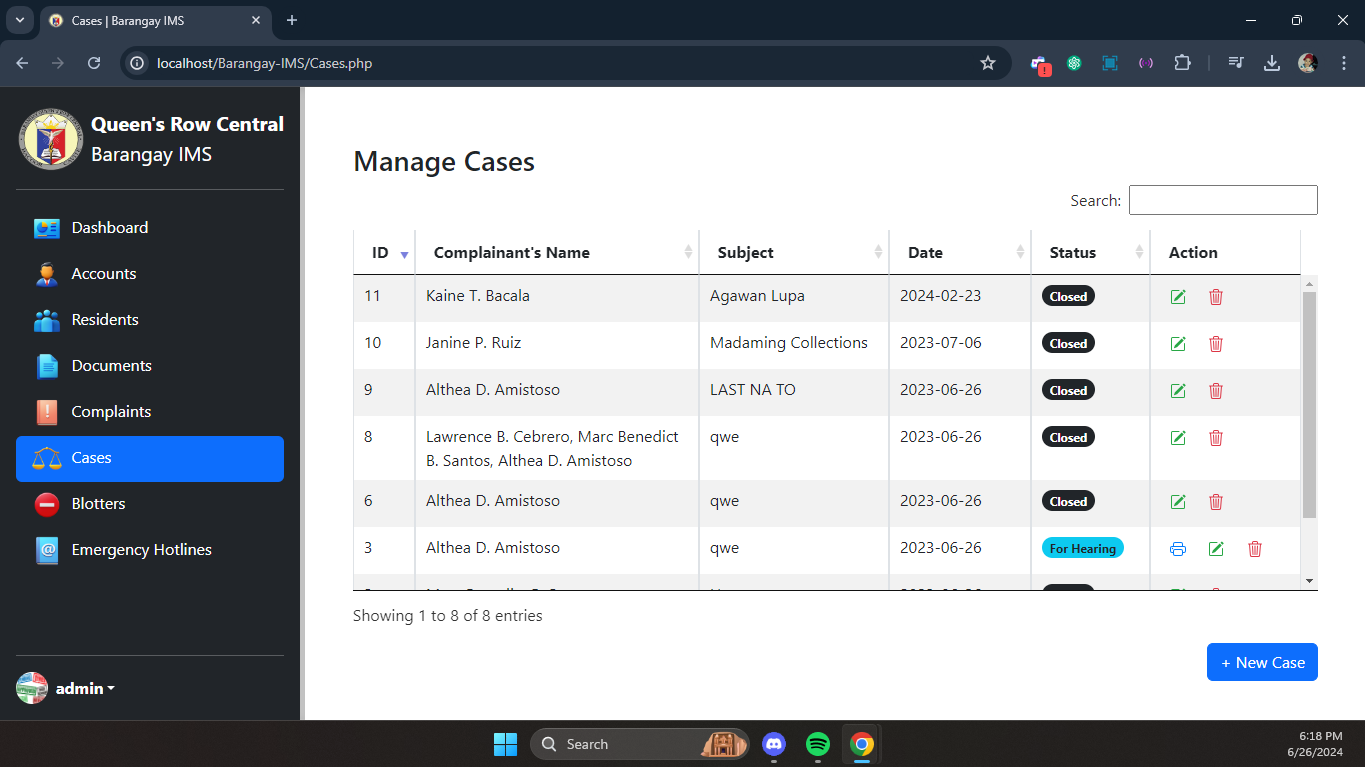 Cases | Barangay IMS
localhost/Barangay-IMS/Cases.php
Queen's Row Central
Barangay IMS
Dashboard
Accounts
Residents
Documents
Complaints
Cases
Blotters
Emergency Hotlines
admin
Manage Cases
Search:
ID Complainant's Name Subject Date Status Action
11 Kaine T. Bacala Agawan Lupa 2024-02-23 Closed
10 Janine P. Ruiz Madaming Collections 2023-07-06 Closed
9 Althea D. Amistoso LAST NA TO 2023-06-26 Closed
8 Lawrence B. Cebrero, Marc Benedict qwe 2023-06-26 Closed
B. Santos, Althea D. Amistoso
6 Althea D. Amistoso qwe 2023-06-26 Closed
3 Althea D. Amistoso qwe 2023-06-26 For Hearing
Showing 1 to 8 of 8 entries
+ New Case
Search
6:18 PM
6/26/2024